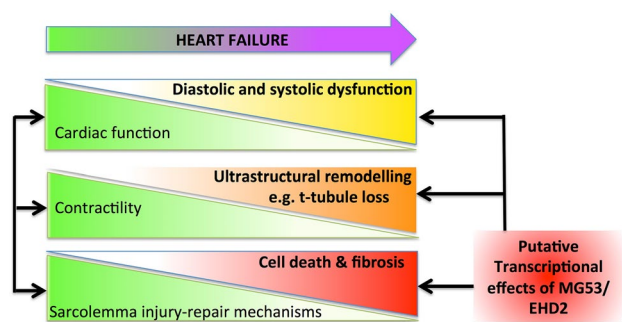 HEART FAILURE
Diastolic and systolic dysfunction
Cardiac function
Ultrastructural remodelling
e.g. t-tubule loss
Contractility
Cell death & fibrosis
Sarcolemma injury-repair mechanisms
Putative
Transcriptional
effects of MG53/
EHD2